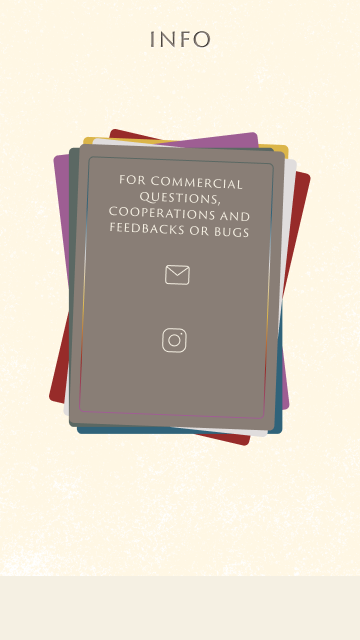 INFO
FOR COMMERCIAL
QUESTIONS,
COOPERATIONS AND
FEEDBACKS OR BUGS